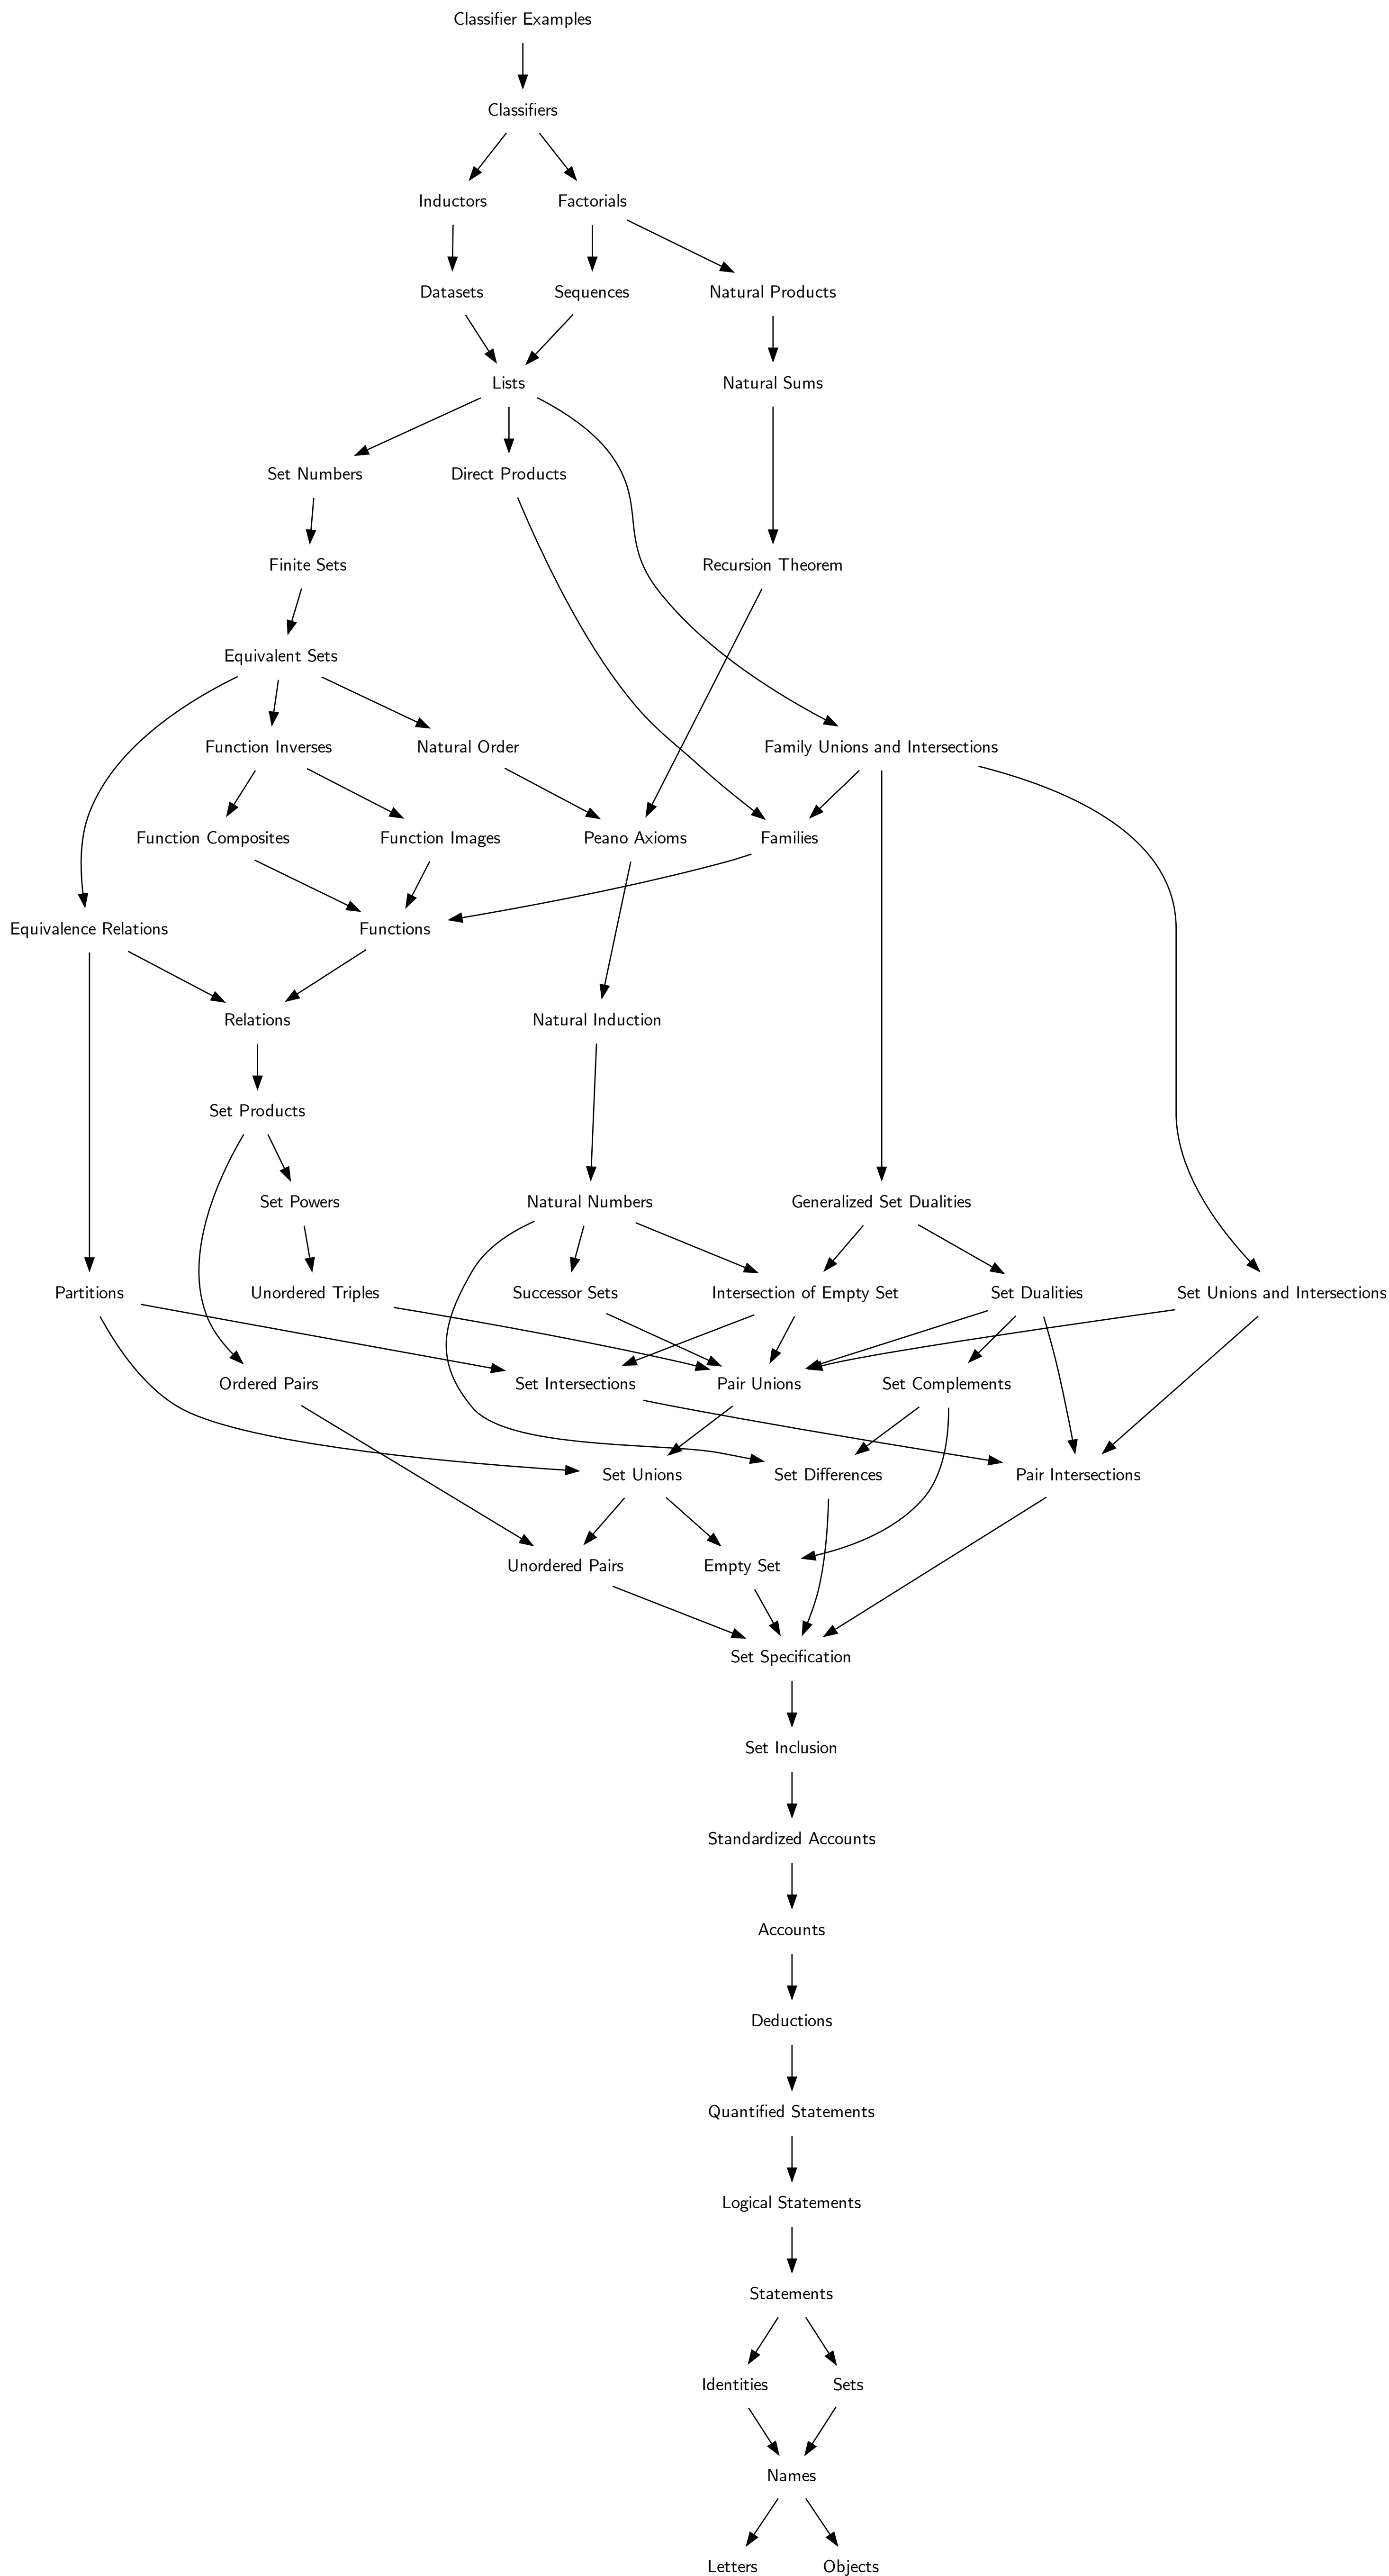 Classifier Examples
Classifiers
Inductors
Factorials
Datasets
Sequences
Natural Products
Lists
Natural Sums
Set Numbers
Direct Products
Finite Sets
Recursion Theorem
Equivalent Sets
Function Inverses
Natural Order
Family Unions and Intersections
Function Composites
Function Images
Peano Axioms
Families
Equivalence Relations
Functions
Relations
Natural Induction
Set Products
Set Powers
Natural Numbers
Generalized Set Dualities
Partitions
Unordered Triples
Successor Sets
Intersection of Empty Set
Set Dualities
Set Unions and Intersections
Ordered Pairs
Set Intersections
Pair Unions
Set Complements
Set Unions
Set Differences
Pair Intersections
Unordered Pairs
Empty Set
Set Specification
Set Inclusion
Standardized Accounts
Accounts
Deductions
Quantified Statements
Logical Statements
Statements
Identities
Sets
Names
Letters
Objects